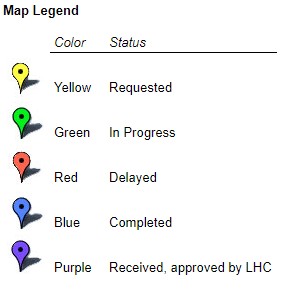 Map Legend
Color Status
Yellow Requested
Green In Progress
Red Delayed
Blue Completed
Purple Received, approved by LHC